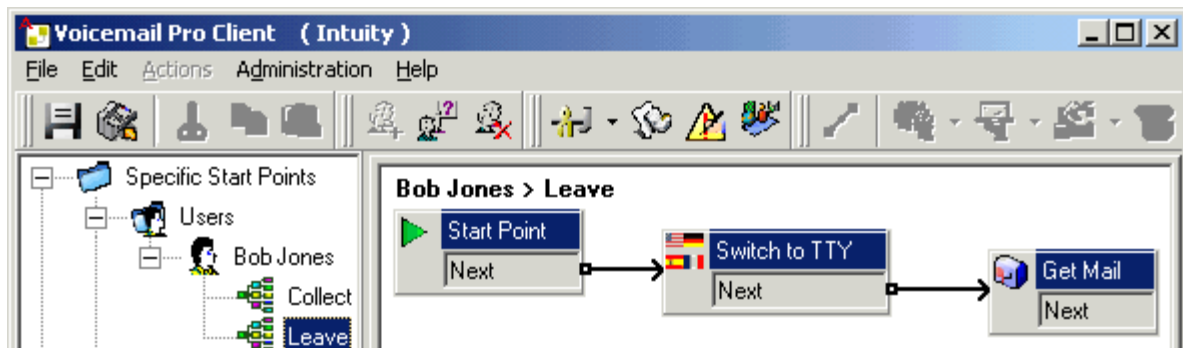 Voicemail Pro Client ( Intuity )
File Edit Actions Administration Help
Specific Start Points
Users
Bob Jones
Collect
Leave
Bob Jones > Leave
Start Point
Next
Switch to TTY
Next
Get Mail
Next